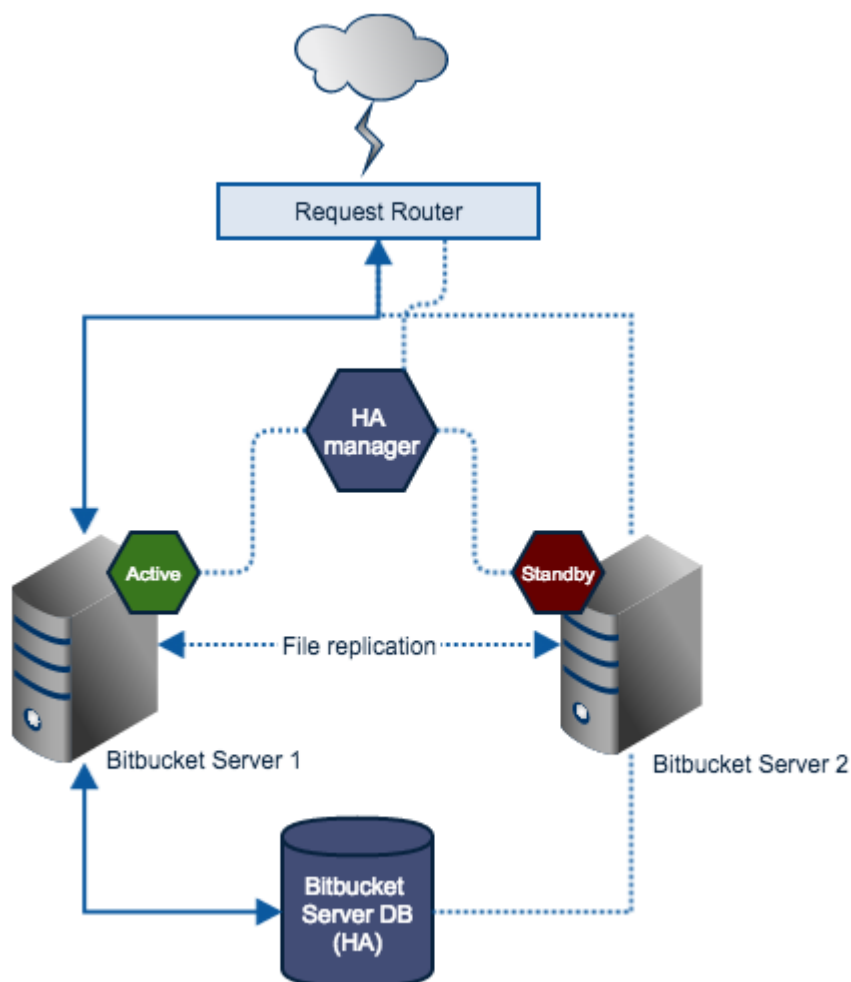 Request Router
HA
manager
Active
Standby
File replication
Bitbucket Server 1
Bitbucket Server 2
Bitbucket
Server DB
(HA)